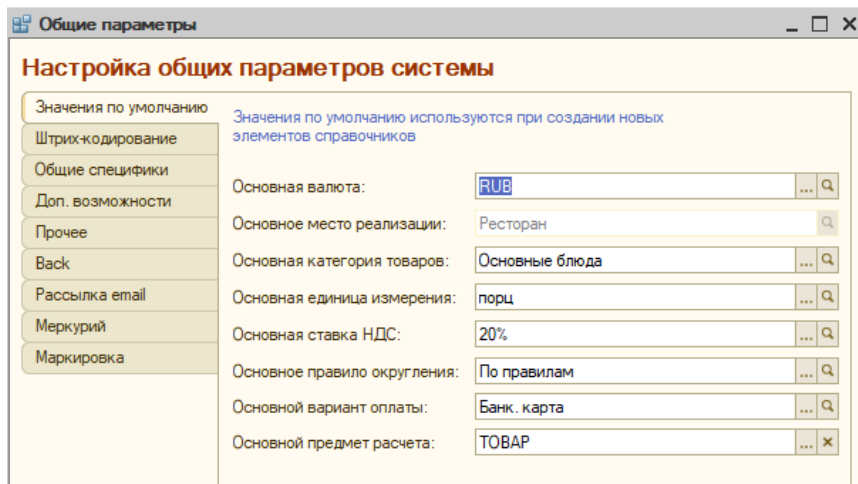 Общие параметры
Настройка общих параметров системы
Значения по умолчанию
Штрих-кодирование
Общие специфики
Доп. возможности
Прочее
Back
Рассылка email
Меркурий
Маркировка
Значения по умолчанию используются при создании новых
элементов справочников
Основная валюта: RUB ...
Основное место реализации: Ресторан
Основная категория товаров: Основные блюда ...
Основная единица измерения: порц ...
Основная ставка НДС: 20% ...
Основное правило округления: По правилам ...
Основной вариант оплаты: Банк. карта ...
Основной предмет расчета: ТОВАР ...